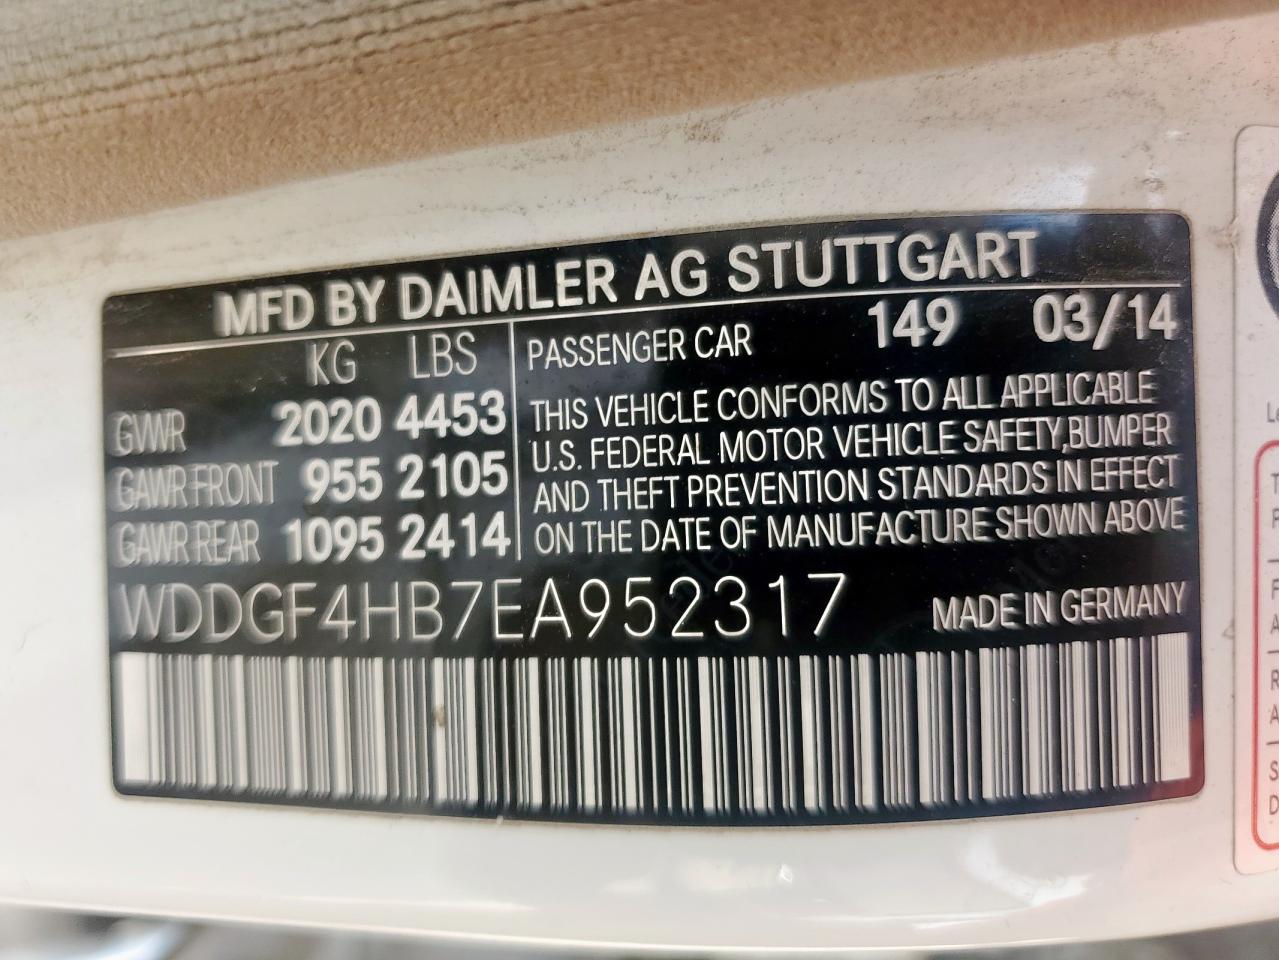 MFD BY DAIMLER AG STUTTGART
KG LBS
GVWR 2020 4453
GAWR FRONT 955 2105
GAWR REAR 1095 2414
PASSENGER CAR 149 03/14
THIS VEHICLE CONFORMS TO ALL APPLICABLE
U.S. FEDERAL MOTOR VEHICLE SAFETY,BUMPER
AND THEFT PREVENTION STANDARDS IN EFFECT
ON THE DATE OF MANUFACTURE SHOWN ABOVE
WDDGF4HB7EA952317 MADE IN GERMANY